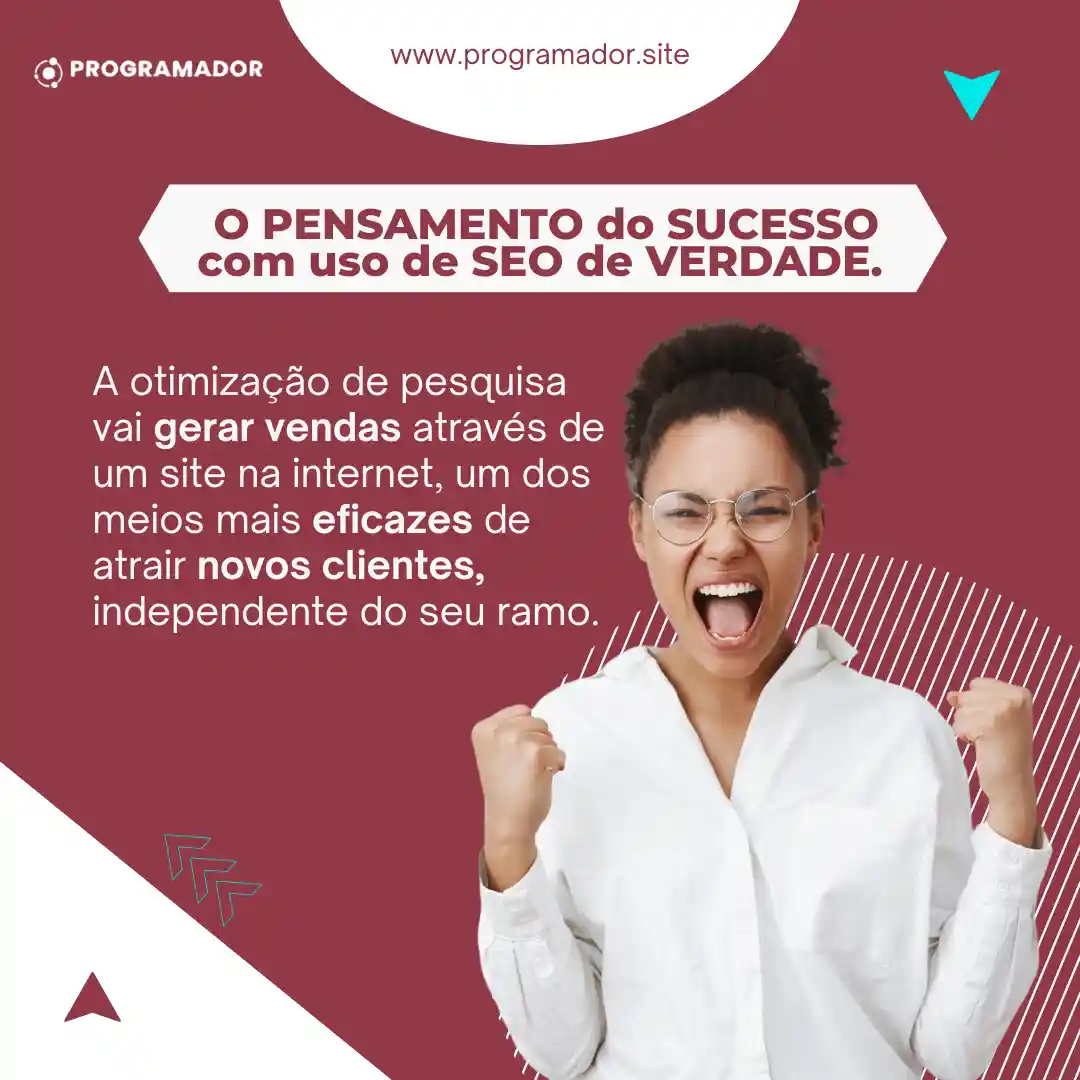 www.programador.site
PROGRAMADOR
O PENSAMENTO do SUCESSO
com uso de SEO de VERDADE.
A otimização de pesquisa
vai gerar vendas através de
um site na internet, um dos
meios mais eficazes de
atrair novos clientes,
independente do seu ramo.